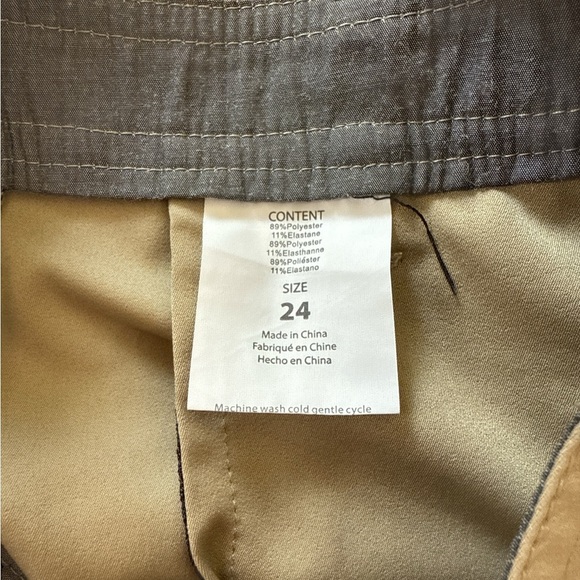 CONTENT
89%Polyester
11%Elastane
89%Polyester
11%Elasthanne
89%Poliéster
11%Elastano
SIZE
24
Made in China
Fabriqué en Chine
Hecho en China
Machine wash cold gentle cycle